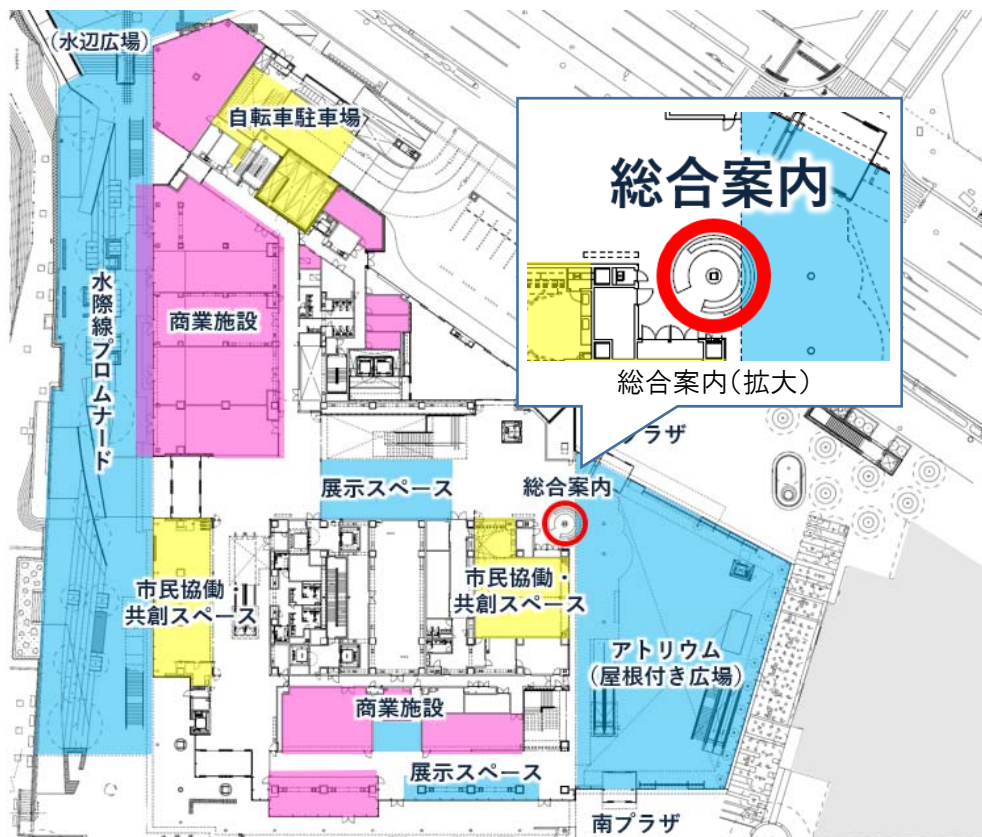 (水辺広場)
自転車駐車場
総合案内
総合案内(拡大)
水際線プロムナード
商業施設
プラザ
展示スペース
総合案内
市民協働・
共創スペース
市民協働・
共創スペース
アトリウム
(屋根付き広場)
商業施設
展示スペース
南プラザ